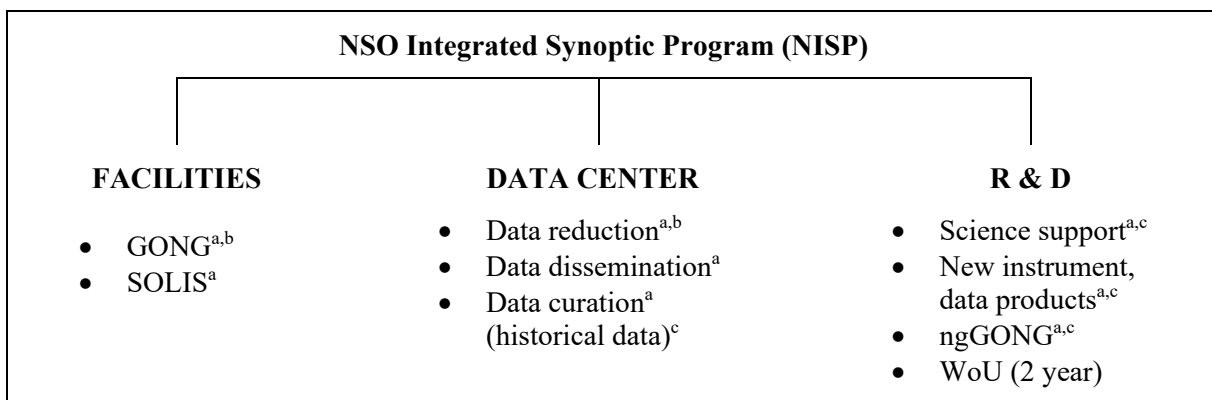 NSO Integrated Synoptic Program (NISP)
FACILITIES
• GONGᵃ,ᵇ
• SOLISᵃ
DATA CENTER
• Data reductionᵃ,ᵇ
• Data disseminationᵃ
• Data curationᵃ
(historical data)ᶜ
R & D
• Science supportᵃ,ᶜ
• New instrument,
data productsᵃ,ᶜ
• ngGONGᵃ,ᶜ
• WoU (2 year)